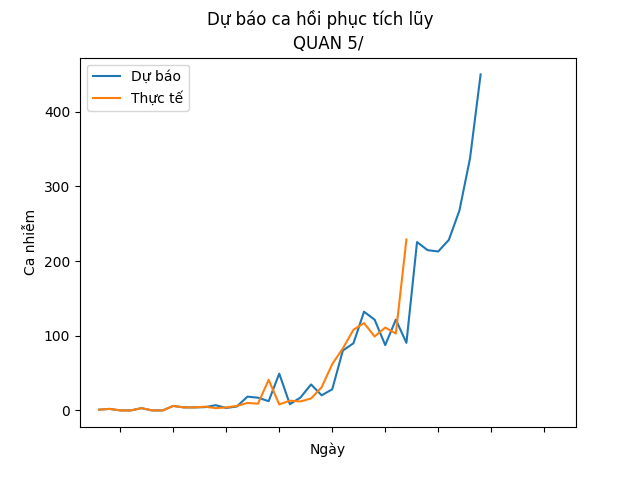 Dự báo ca hồi phục tích lũy
QUAN 5/
Dự báo
Thực tế
400
300
200
100
0
Ca nhiễm
Ngày